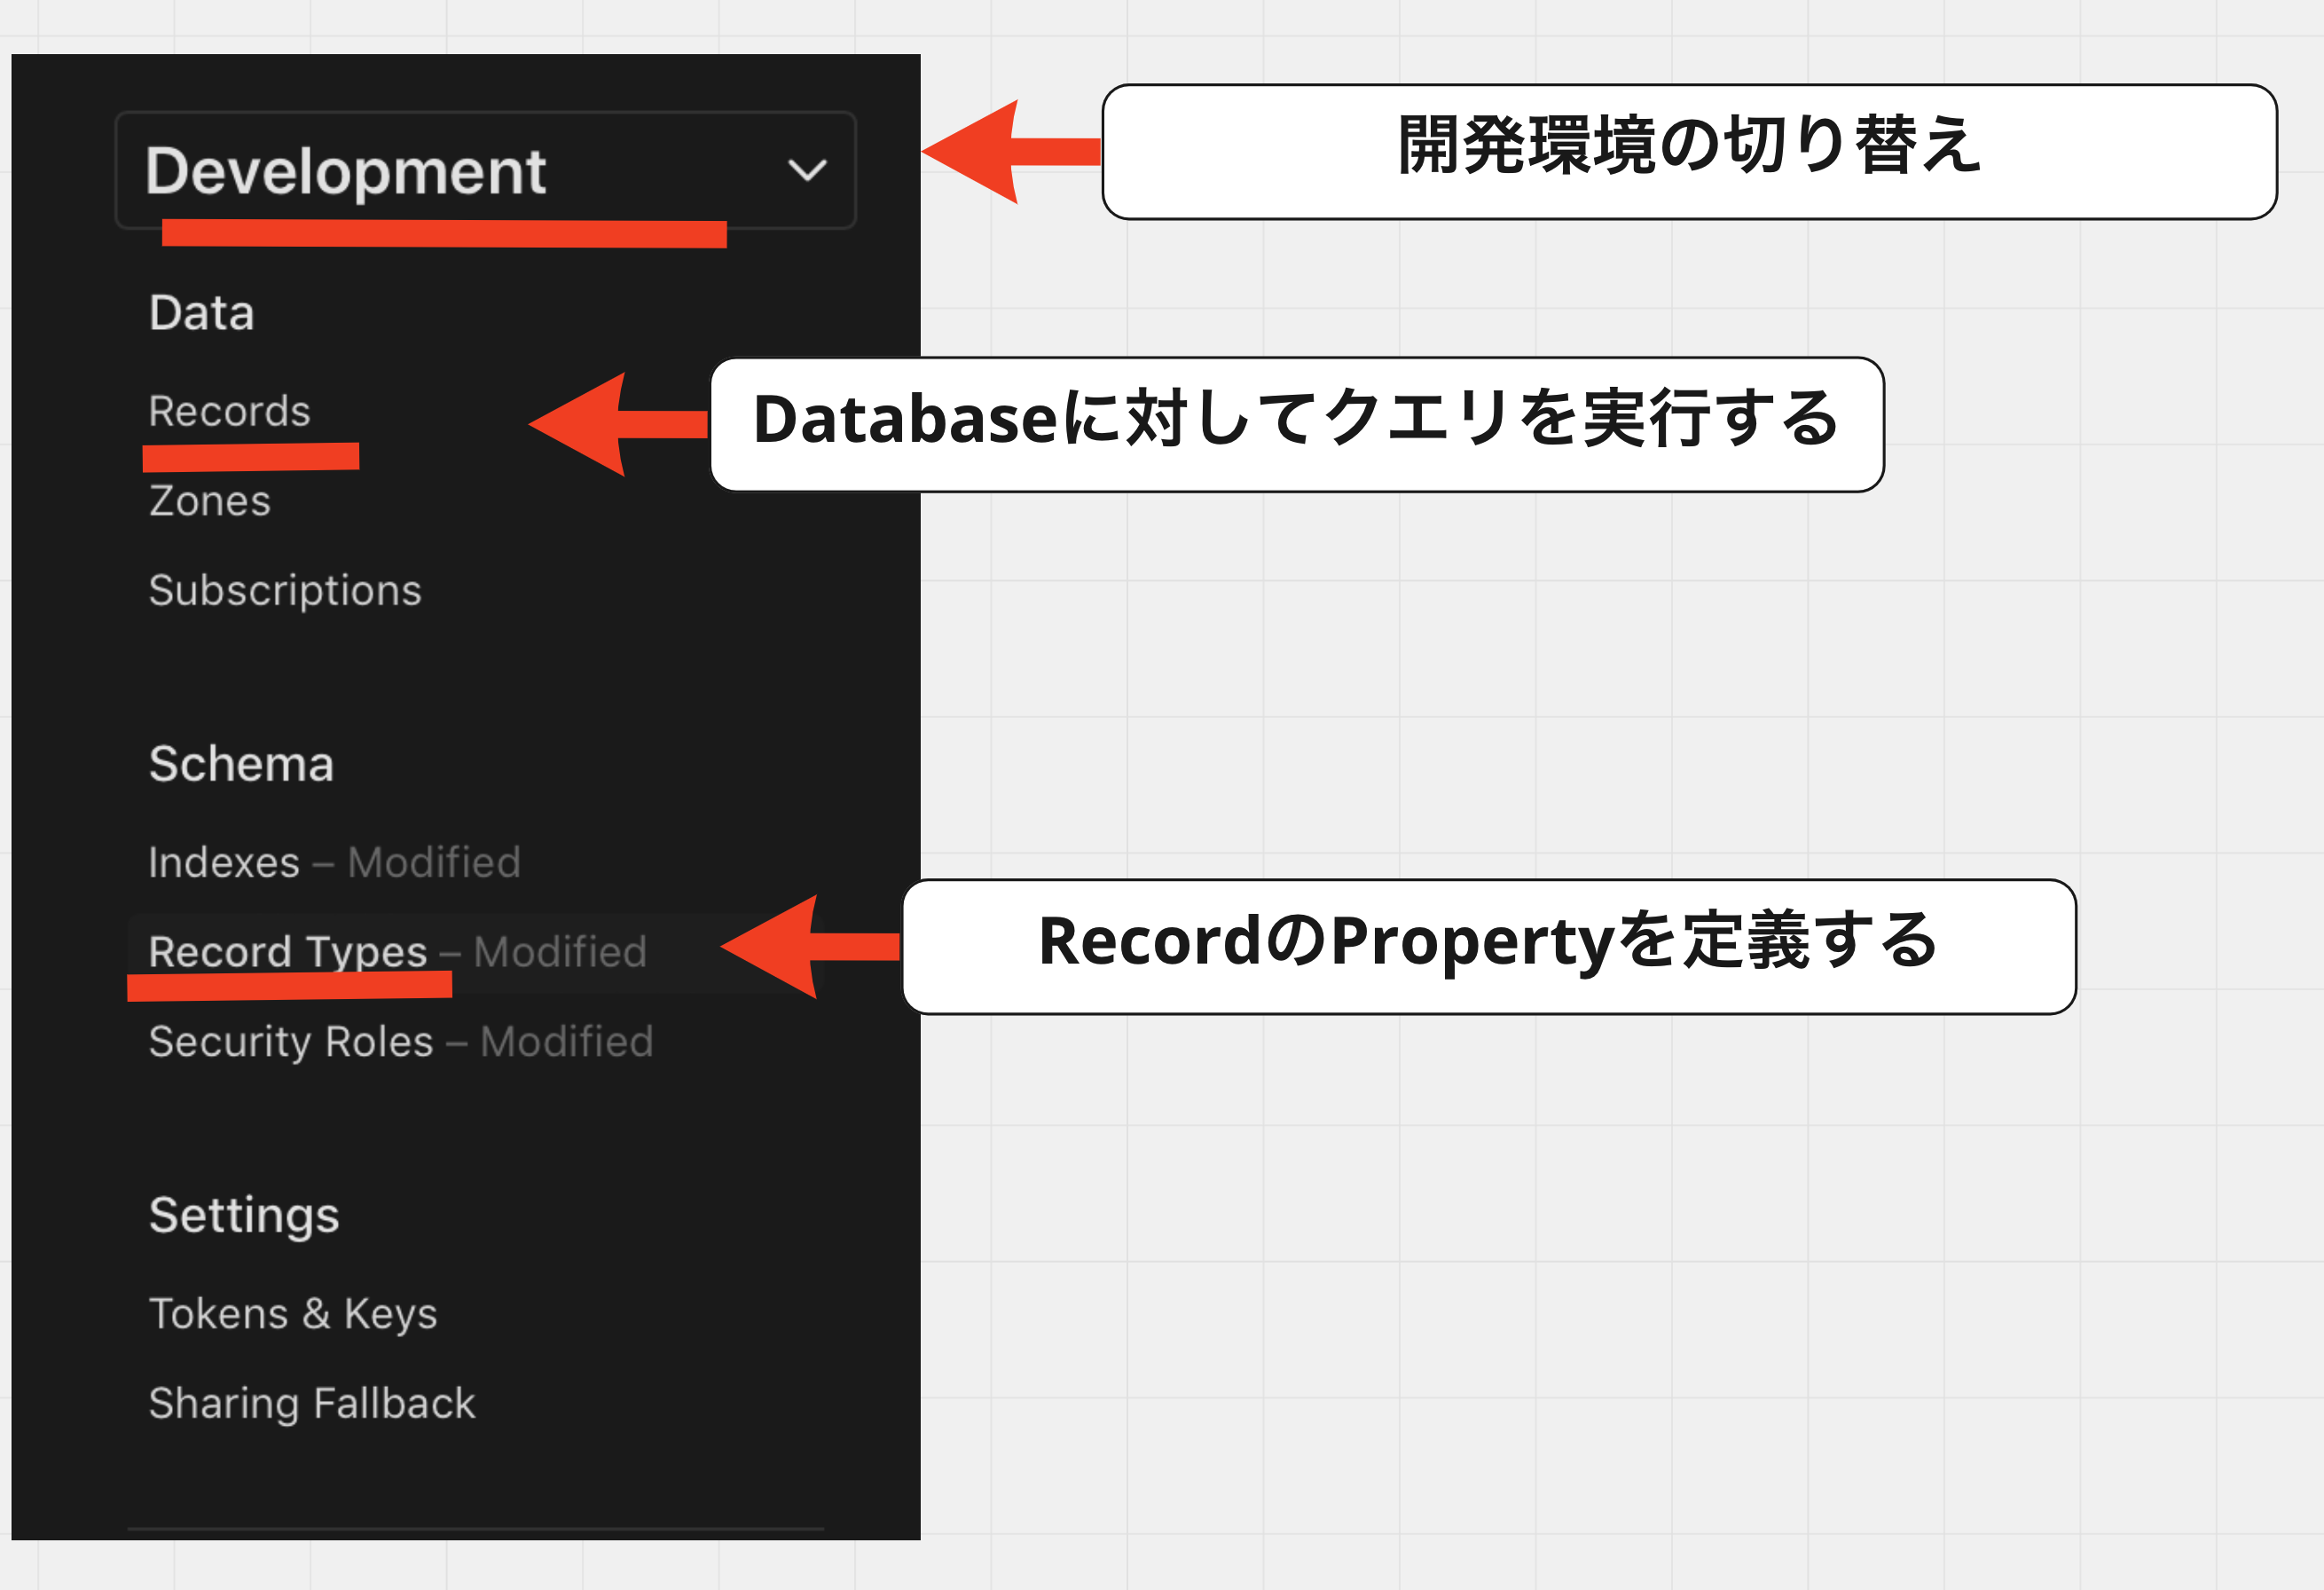 Development
開発環境の切り替え
Data
Records
Databaseに対してクエリを実行する
Zones
Subscriptions
Schema
Indexes – Modified
Record Types – Modified
RecordのPropertyを定義する
Security Roles – Modified
Settings
Tokens & Keys
Sharing Fallback